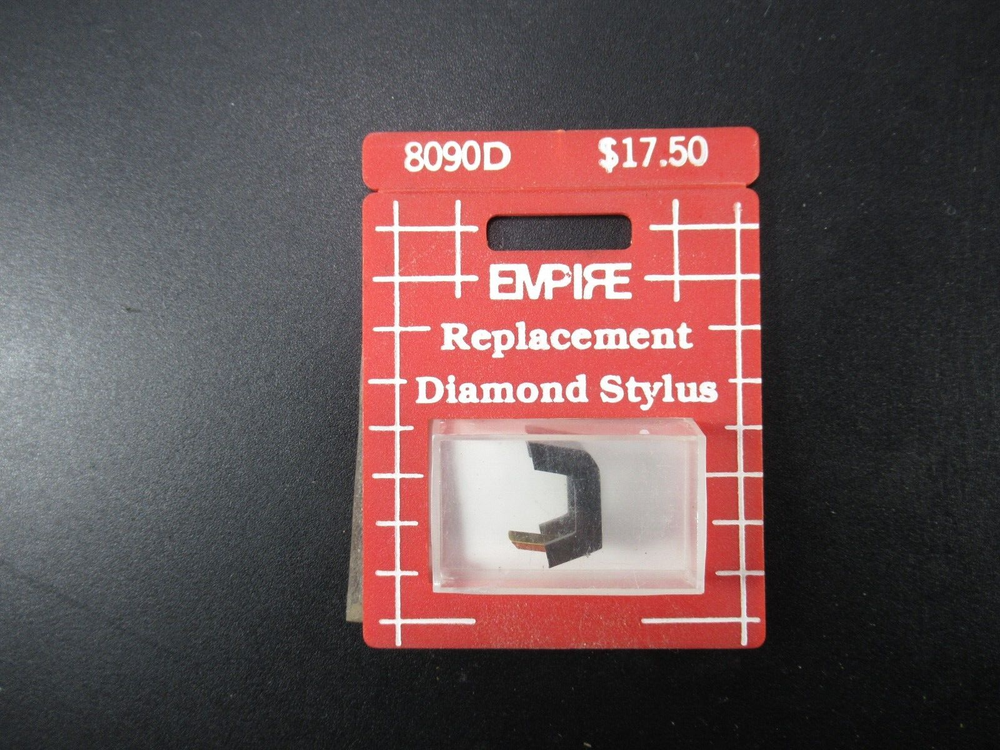 8090D $17.50
EMPIRE
Replacement
Diamond Stylus